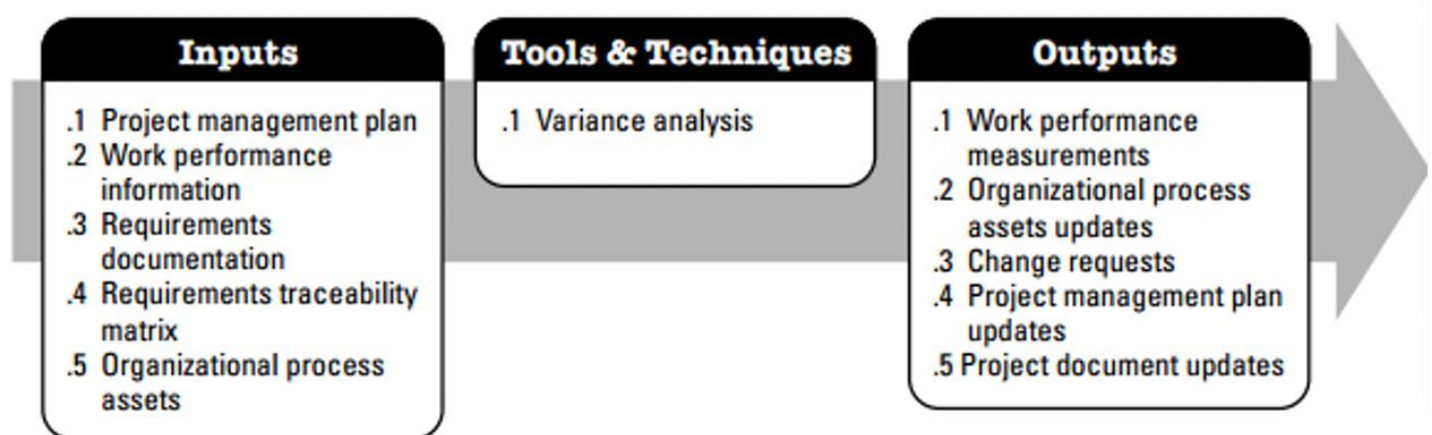 Inputs
.1 Project management plan
.2 Work performance
information
.3 Requirements
documentation
.4 Requirements traceability
matrix
.5 Organizational process
assets
Tools & Techniques
.1 Variance analysis
Outputs
.1 Work performance
measurements
.2 Organizational process
assets updates
.3 Change requests
.4 Project management plan
updates
.5 Project document updates